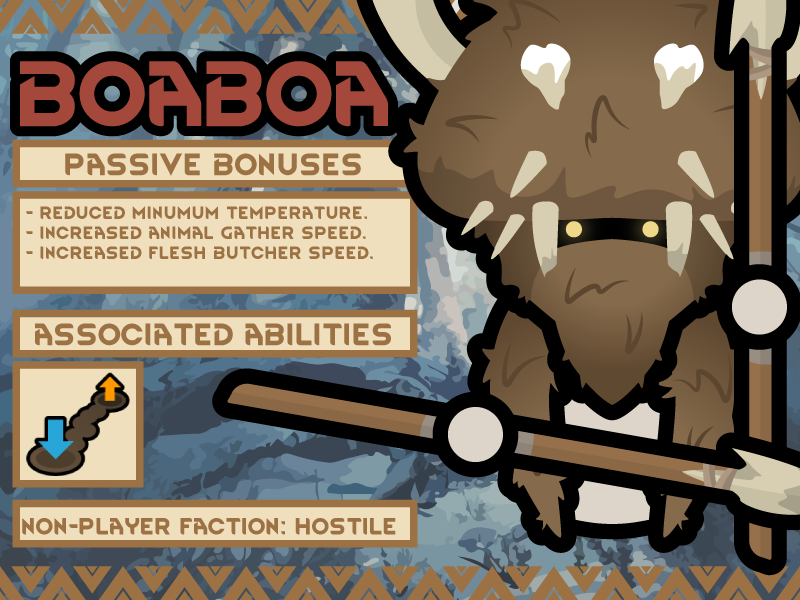 BOABOA
PASSIVE BONUSES
- REDUCED MINUMUM TEMPERATURE.
- INCREASED ANIMAL GATHER SPEED.
- INCREASED FLESH BUTCHER SPEED.
ASSOCIATED ABILITIES
NON-PLAYER FACTION: HOSTILE